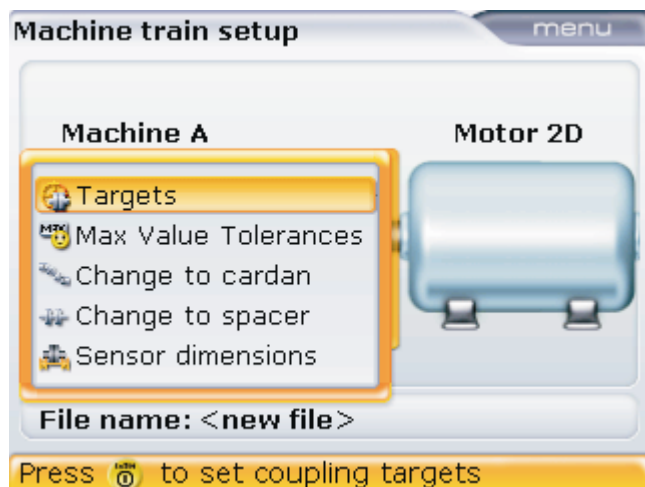 Machine train setup
menu
Machine A
Motor 2D
Targets
Max Value Tolerances
Change to cardan
Change to spacer
Sensor dimensions
File name: <new file>
Press to set coupling targets